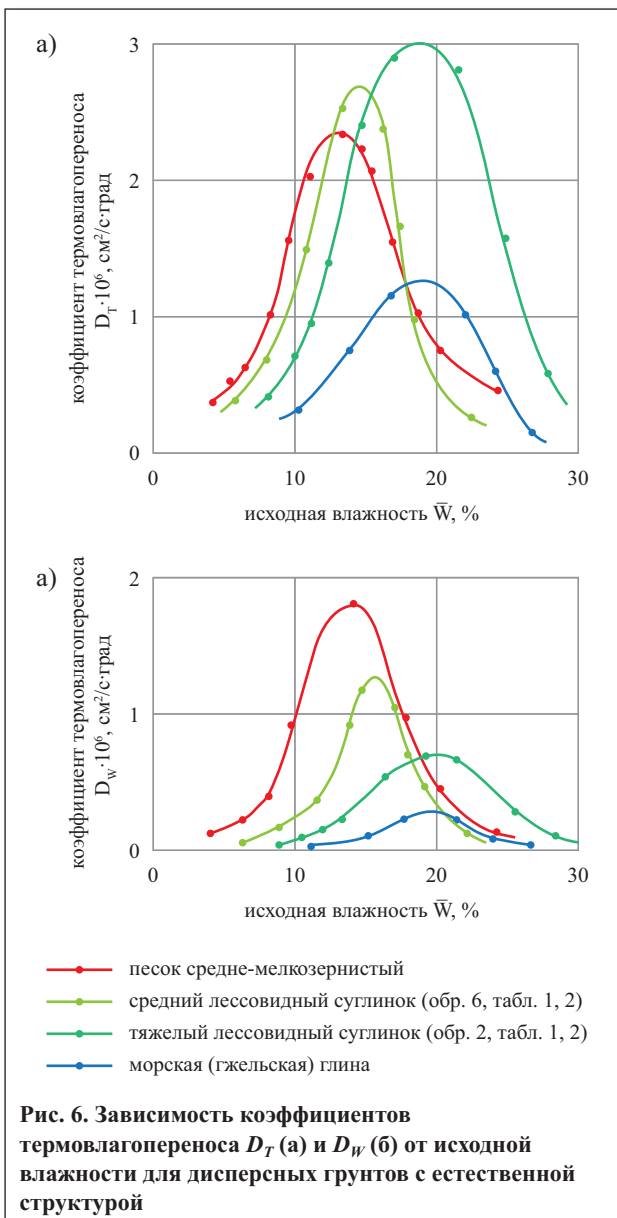 а)
коэффициент термовлагопереноса
D_T·10⁶, см²/с·град
3
2
1
0
0 10 20 30
исходная влажность W̅, %
а)
коэффициент термовлагопереноса
D_W·10⁶, см²/с·град
2
1
0
0 10 20 30
исходная влажность W̅, %
песок средне-мелкозернистый
средний лессовидный суглинок (обр. 6, табл. 1, 2)
тяжелый лессовидный суглинок (обр. 2, табл. 1, 2)
морская (гжельская) глина
Рис. 6. Зависимость коэффициентов
термовлагопереноса D_T (а) и D_W (б) от исходной
влажности для дисперсных грунтов с естественной
структурой